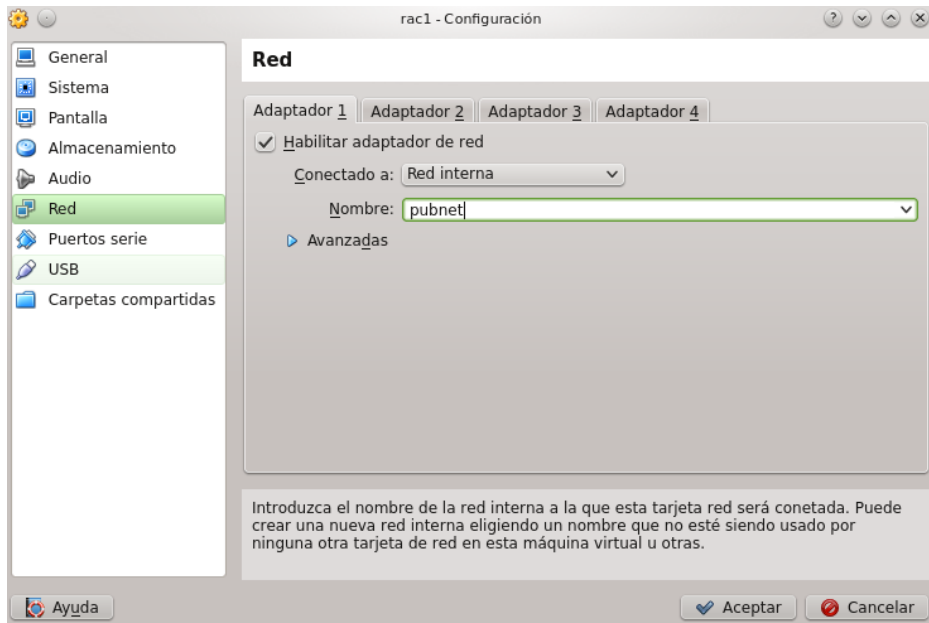 rac1 - Configuración
General
Sistema
Pantalla
Almacenamiento
Audio
Red
Puertos serie
USB
Carpetas compartidas
Red
Adaptador 1 Adaptador 2 Adaptador 3 Adaptador 4
Habilitar adaptador de red
Conectado a: Red interna
Nombre: pubnet
Avanzadas
Introduzca el nombre de la red interna a la que esta tarjeta red será conetada. Puede
crear una nueva red interna eligiendo un nombre que no esté siendo usado por
ninguna otra tarjeta de red en esta máquina virtual u otras.
Ayuda Aceptar Cancelar